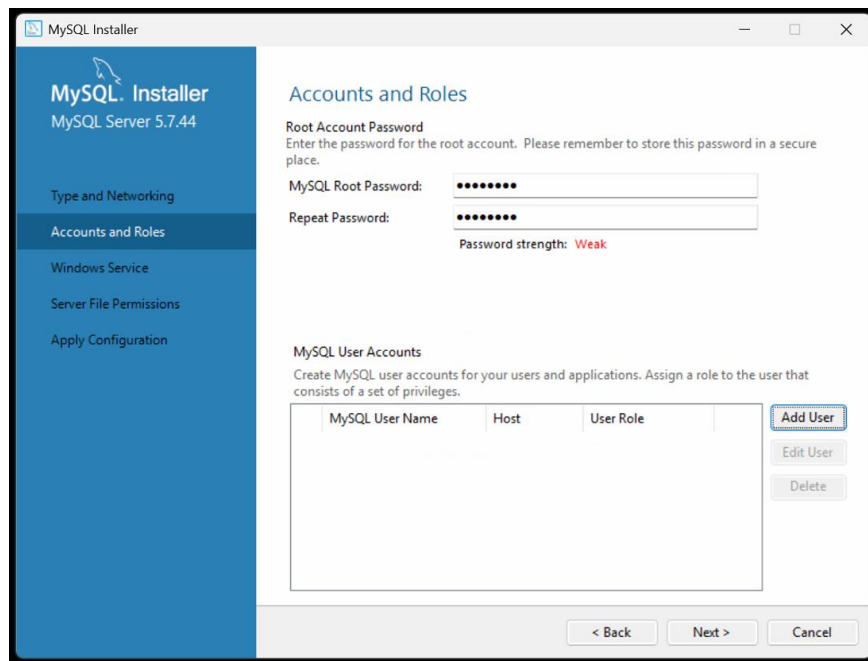 MySQL Installer
MySQL. Installer
MySQL Server 5.7.44
Type and Networking
Accounts and Roles
Windows Service
Server File Permissions
Apply Configuration
Accounts and Roles
Root Account Password
Enter the password for the root account. Please remember to store this password in a secure
place.
MySQL Root Password: ●●●●●●●●
Repeat Password: ●●●●●●●●
Password strength: Weak
MySQL User Accounts
Create MySQL user accounts for your users and applications. Assign a role to the user that
consists of a set of privileges.
MySQL User Name Host User Role
Add User
Edit User
Delete
< Back Next > Cancel